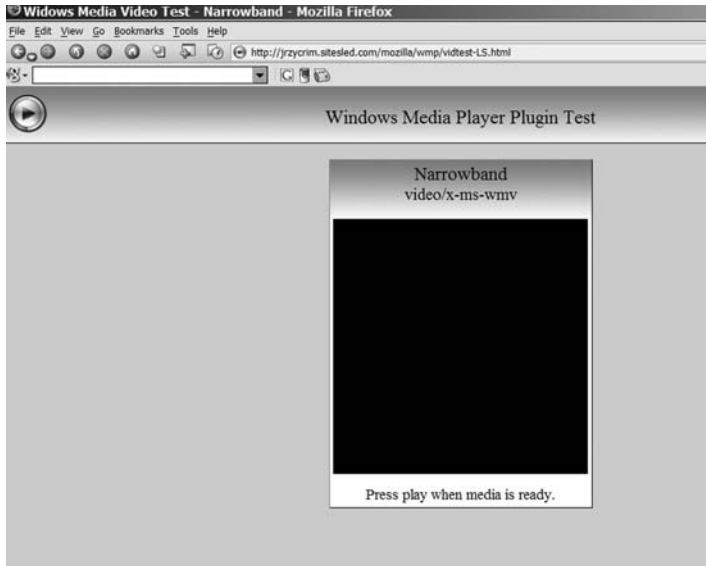 Widows Media Video Test - Narrowband - Mozilla Firefox
File Edit View Go Bookmarks Tools Help
http://jrzycrim.sitesled.com/mozilla/wmp/vidtest-LS.html
G
Windows Media Player Plugin Test
Narrowband
video/x-ms-wmv
Press play when media is ready.